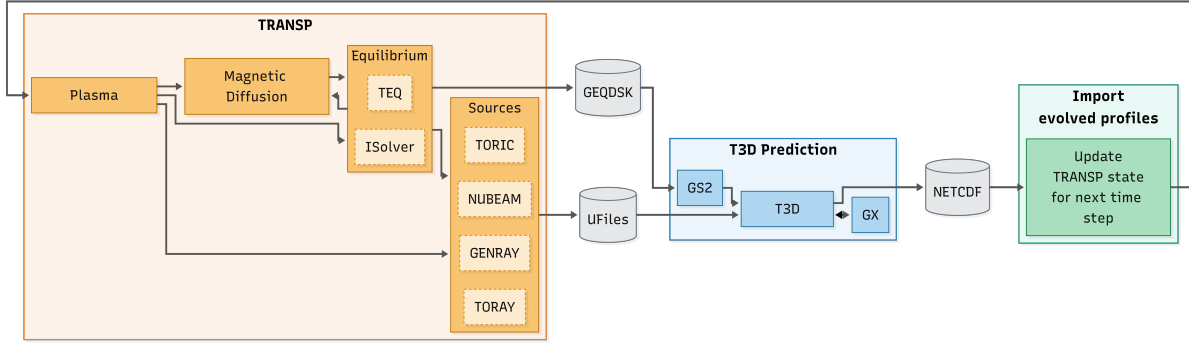 TRANSP
Plasma
Magnetic
Diffusion
Equilibrium
TEQ
ISolver
Sources
TORIC
NUBEAM
GENRAY
TORAY
GEQDSK
UFiles
T3D Prediction
GS2
T3D
GX
NETCDF
Import
evolved profiles
Update
TRANSP state
for next time
step